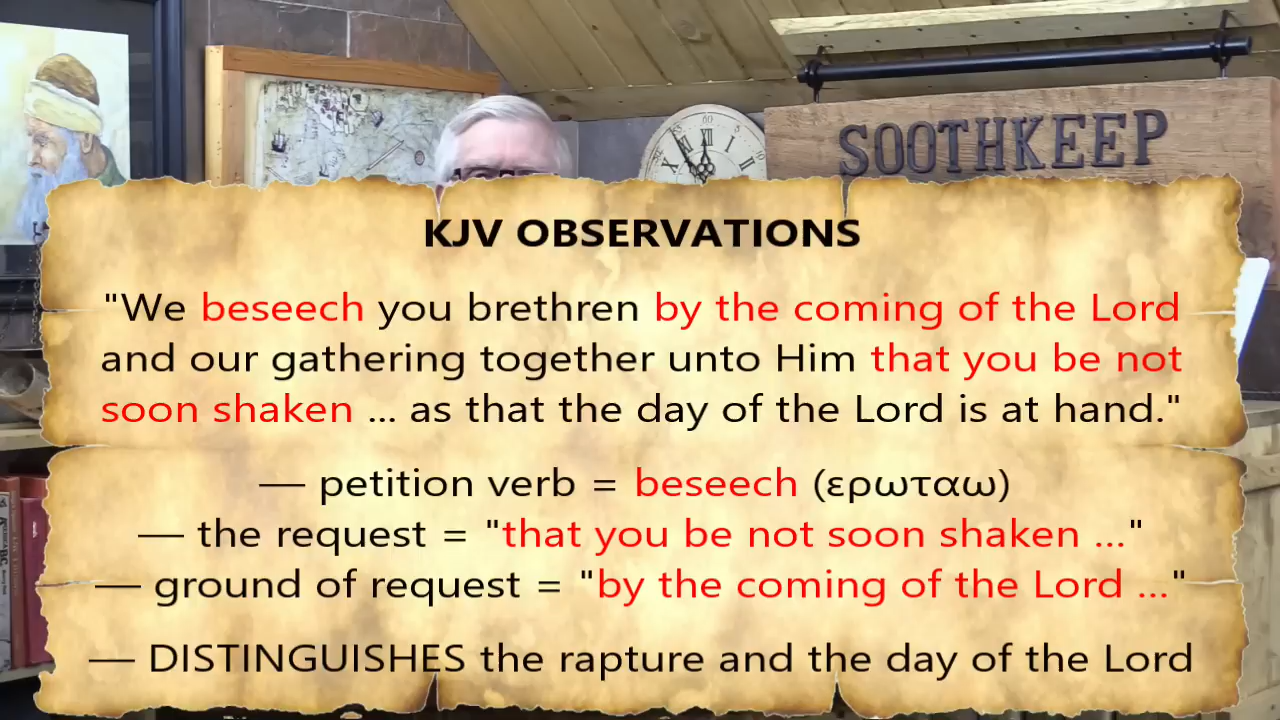 SOOTHKEEP
KJV OBSERVATIONS
"We beseech you brethren by the coming of the Lord
and our gathering together unto Him that you be not
soon shaken ... as that the day of the Lord is at hand."
— petition verb = beseech (ερωταω)
— the request = "that you be not soon shaken ..."
— ground of request = "by the coming of the Lord ..."
— DISTINGUISHES the rapture and the day of the Lord